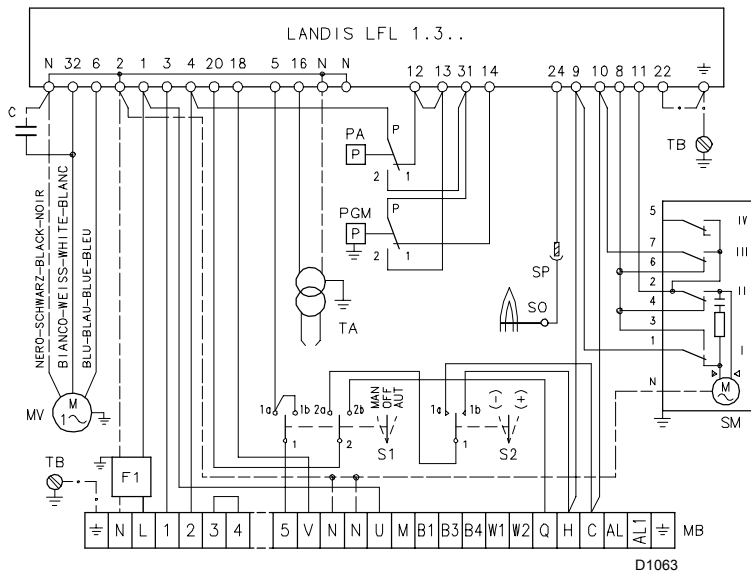 LANDIS LFL 1.3..
N 32 6 2 1 3 4 20 18 5 16 N N 12 13 31 14 24 9 10 8 11 22
C
NERO-SCHWARZ-BLACK-NOIR
BIANCO-WEISS-WHITE-BLANC
BLU-BLAU-BLUE-BLEU
PA
P
P
2 1
PGM
P
P
2 1
TB
5
IV
7
III
6
2
II
4
3
1
I
N
M
SM
SP
SO
TA
M
1
MV
TB
F1
1a 1b 2a 2b
1 2
MAN
OFF
AUT
S1
1a 1b
1
(-) (+)
S2
N L 1 2 3 4 5 V N N U M B1 B3 B4 W1 W2 Q H C AL AL1
MB
D1063